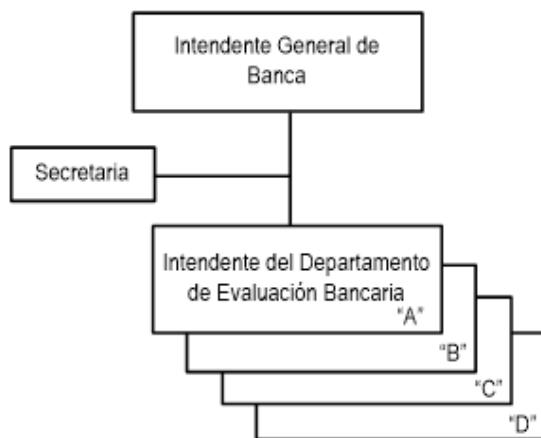 Intendente General de
Banca
Secretaria
Intendente del Departamento
de Evaluación Bancaria
"A"
"B"
"C"
"D"